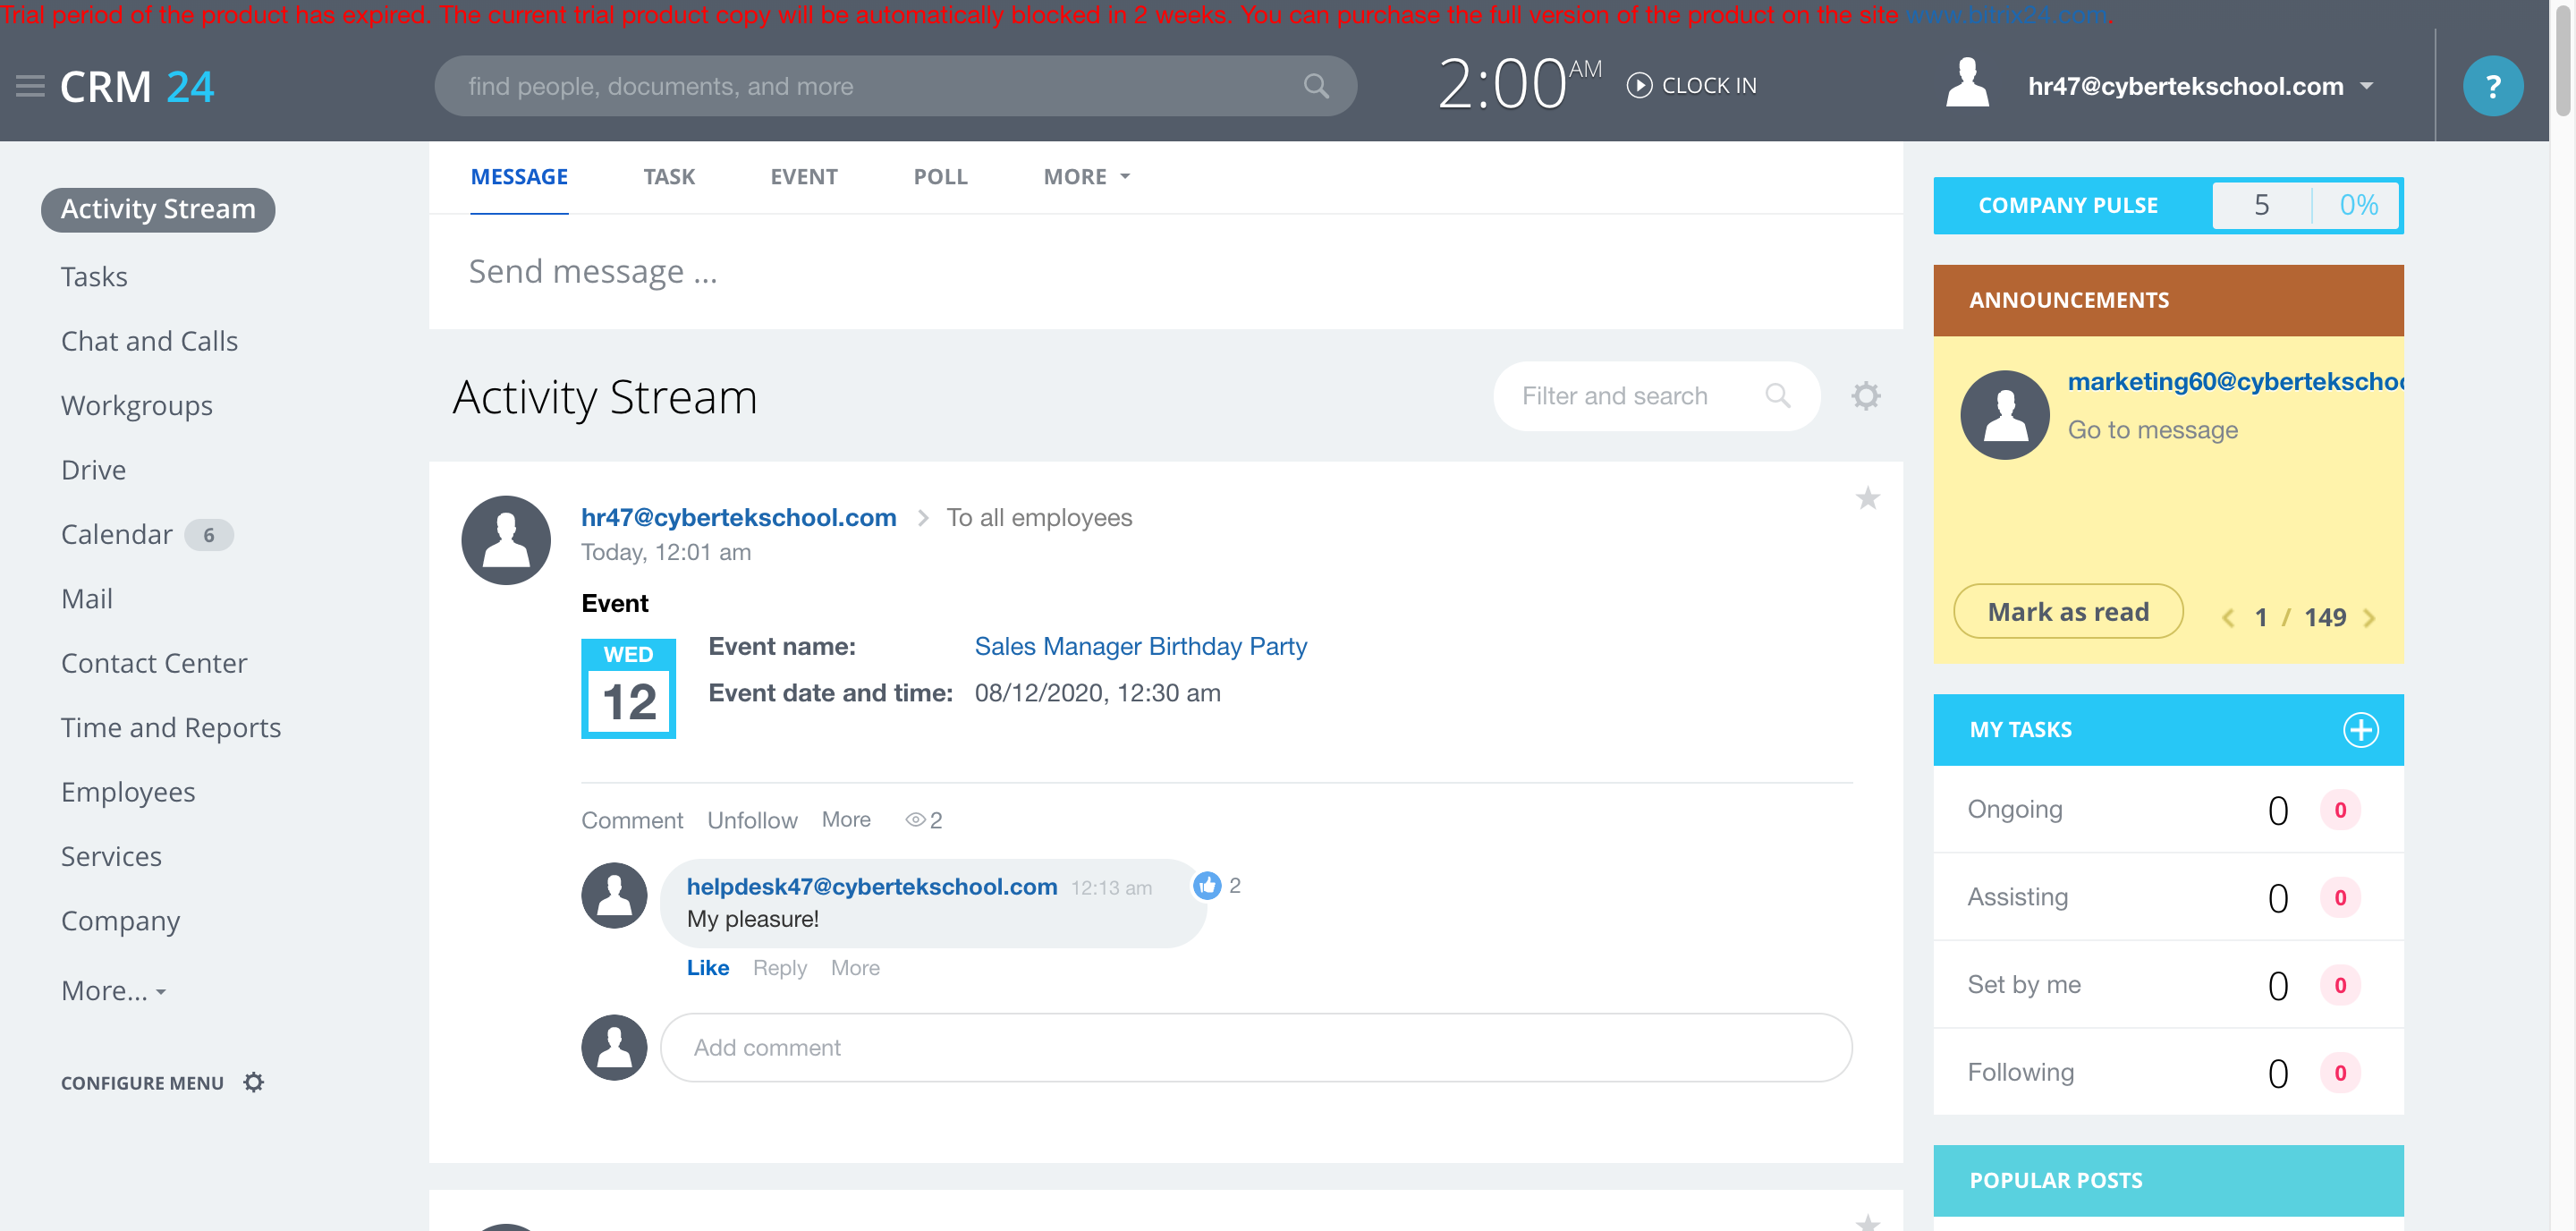 Trial period of the product has expired. The current trial product copy will be automatically blocked in 2 weeks. You can purchase the full version of the product on the site www.bitrix24.com.
CRM 24
find people, documents, and more
2:00 AM
CLOCK IN
hr47@cybertekschool.com
?
Activity Stream
Tasks
Chat and Calls
Workgroups
Drive
Calendar 6
Mail
Contact Center
Time and Reports
Employees
Services
Company
More...
CONFIGURE MENU
MESSAGE TASK EVENT POLL MORE
Send message ...
Activity Stream
Filter and search
hr47@cybertekschool.com To all employees
Today, 12:01 am
Event
WED
12
Event name: Sales Manager Birthday Party
Event date and time: 08/12/2020, 12:30 am
Comment Unfollow More 2
helpdesk47@cybertekschool.com 12:13 am 2
My pleasure!
Like Reply More
Add comment
COMPANY PULSE 5 0%
ANNOUNCEMENTS
marketing60@cybertekschoo
Go to message
Mark as read 1 / 149
MY TASKS
Ongoing 0 0
Assisting 0 0
Set by me 0 0
Following 0 0
POPULAR POSTS